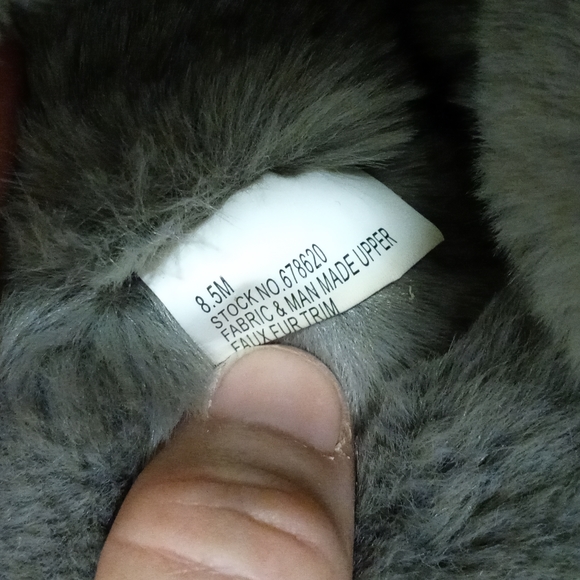 8.5M
STOCK NO.678620
FABRIC & MAN MADE UPPER
FAUX FUR TRIM